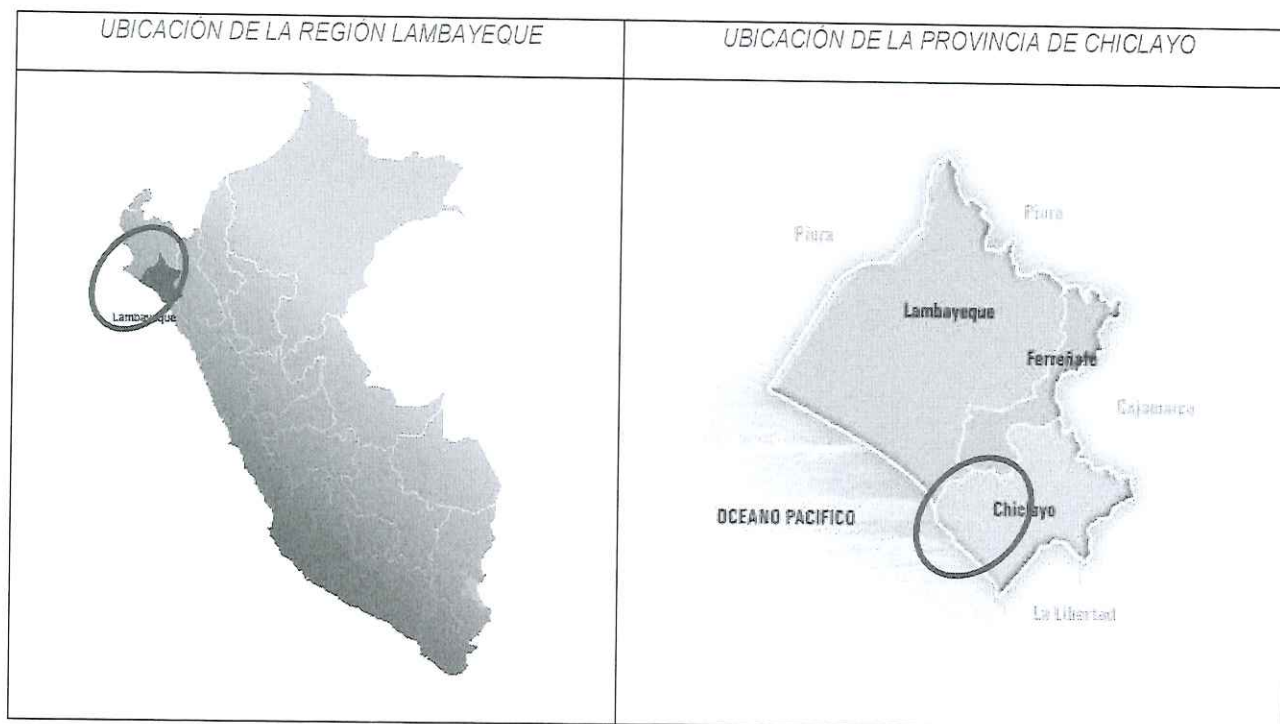 UBICACIÓN DE LA REGIÓN LAMBAYEQUE
UBICACIÓN DE LA PROVINCIA DE CHICLAYO
Lambayeque
Piura
Piura
Lambayeque
Ferreñafe
Cajamarca
Chiclayo
OCEANO PACIFICO
La Libertad